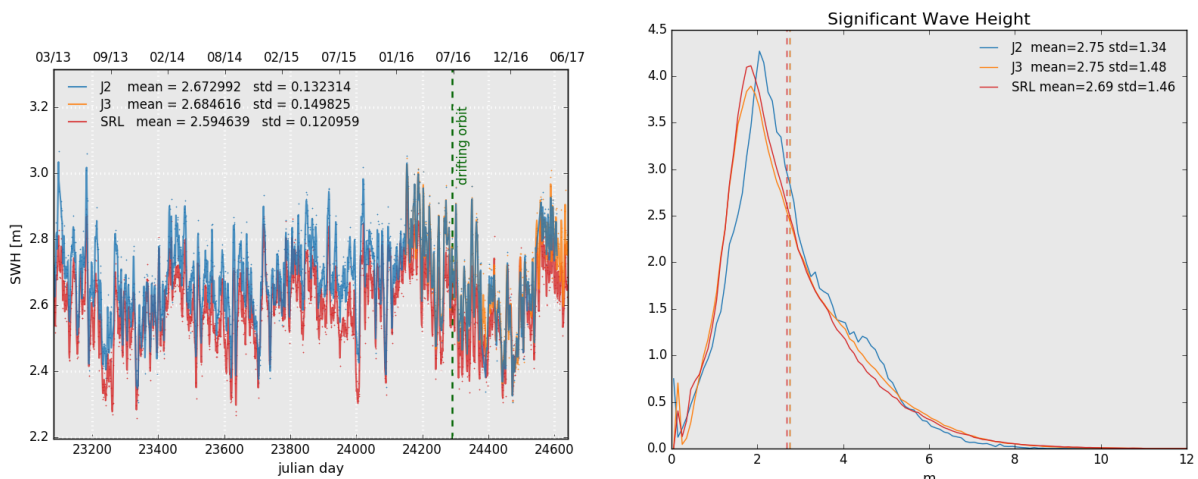 03/13 09/13 02/14 08/14 02/15 07/15 01/16 07/16 12/16 06/17
J2 mean = 2.672992 std = 0.132314
J3 mean = 2.684616 std = 0.149825
SRL mean = 2.594639 std = 0.120959
drifting orbit
3.2
3.0
2.8
2.6
2.4
2.2
SWH [m]
23200 23400 23600 23800 24000 24200 24400 24600
julian day
Significant Wave Height
J2 mean=2.75 std=1.34
J3 mean=2.75 std=1.48
SRL mean=2.69 std=1.46
4.5
4.0
3.5
3.0
2.5
2.0
1.5
1.0
0.5
0.0
0 2 4 6 8 10 12
m